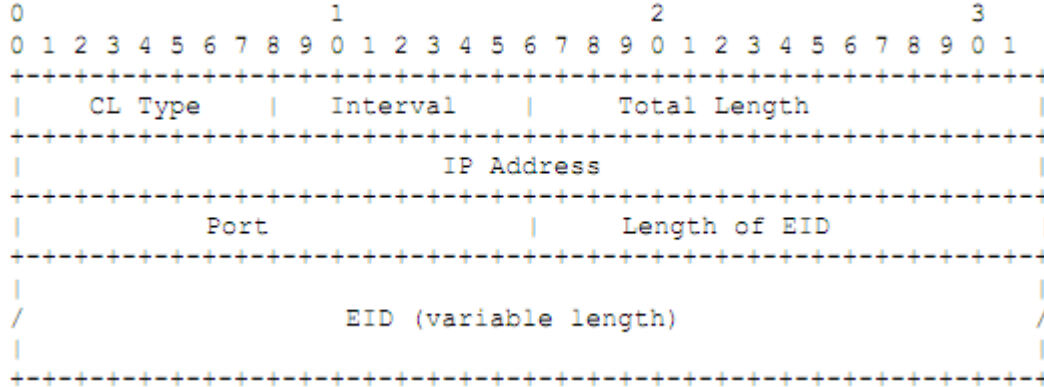 0                   1                   2                   3
0 1 2 3 4 5 6 7 8 9 0 1 2 3 4 5 6 7 8 9 0 1 2 3 4 5 6 7 8 9 0 1
+-+-+-+-+-+-+-+-+-+-+-+-+-+-+-+-+-+-+-+-+-+-+-+-+-+-+-+-+-+-+-+-+
|    CL Type    |   Interval    |     Total Length              |
+-+-+-+-+-+-+-+-+-+-+-+-+-+-+-+-+-+-+-+-+-+-+-+-+-+-+-+-+-+-+-+-+
|                          IP Address                           |
+-+-+-+-+-+-+-+-+-+-+-+-+-+-+-+-+-+-+-+-+-+-+-+-+-+-+-+-+-+-+-+-+
|            Port               |     Length of EID             |
+-+-+-+-+-+-+-+-+-+-+-+-+-+-+-+-+-+-+-+-+-+-+-+-+-+-+-+-+-+-+-+-+
|                                                               |
/                    EID (variable length)                      /
|                                                               |
+-+-+-+-+-+-+-+-+-+-+-+-+-+-+-+-+-+-+-+-+-+-+-+-+-+-+-+-+-+-+-+-+